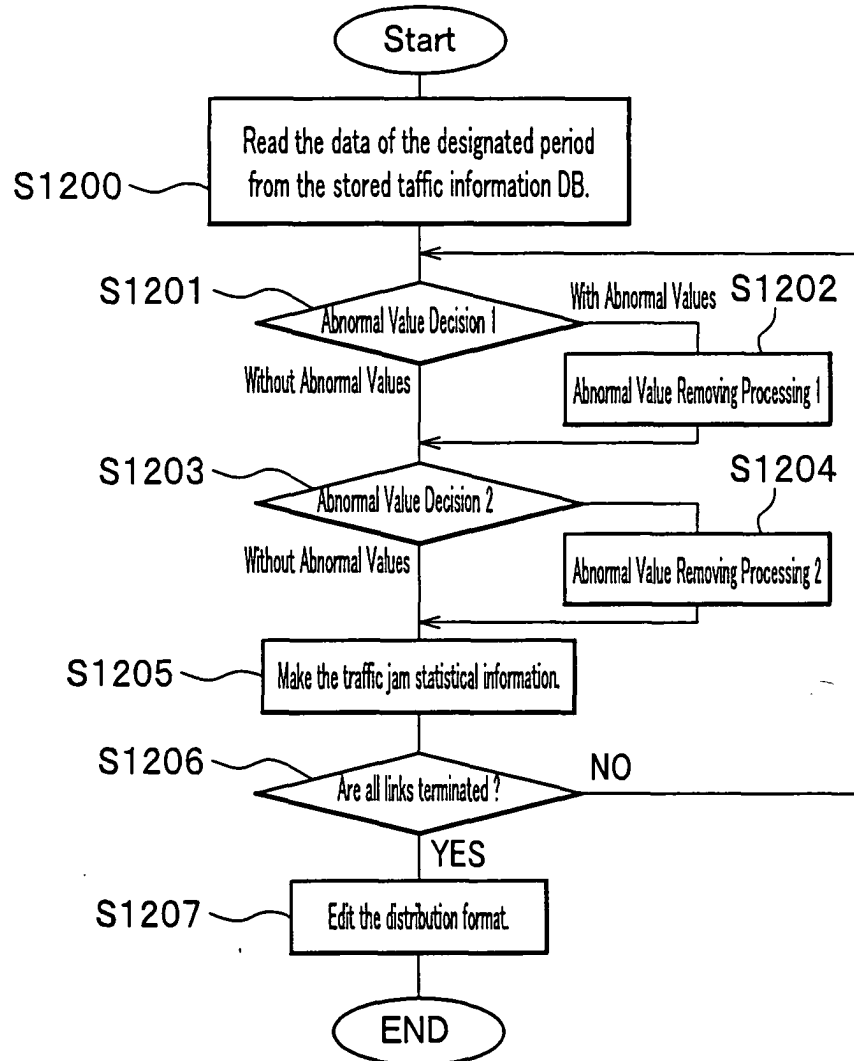 Start
Read the data of the designated period
from the stored taffic information DB.
S1200
S1201
Abnormal Value Decision 1
With Abnormal Values
S1202
Without Abnormal Values
Abnormal Value Removing Processing 1
S1203
Abnormal Value Decision 2
S1204
Without Abnormal Values
Abnormal Value Removing Processing 2
S1205
Make the traffic jam statistical information.
S1206
Are all links terminated ?
NO
YES
S1207
Edit the distribution format.
END